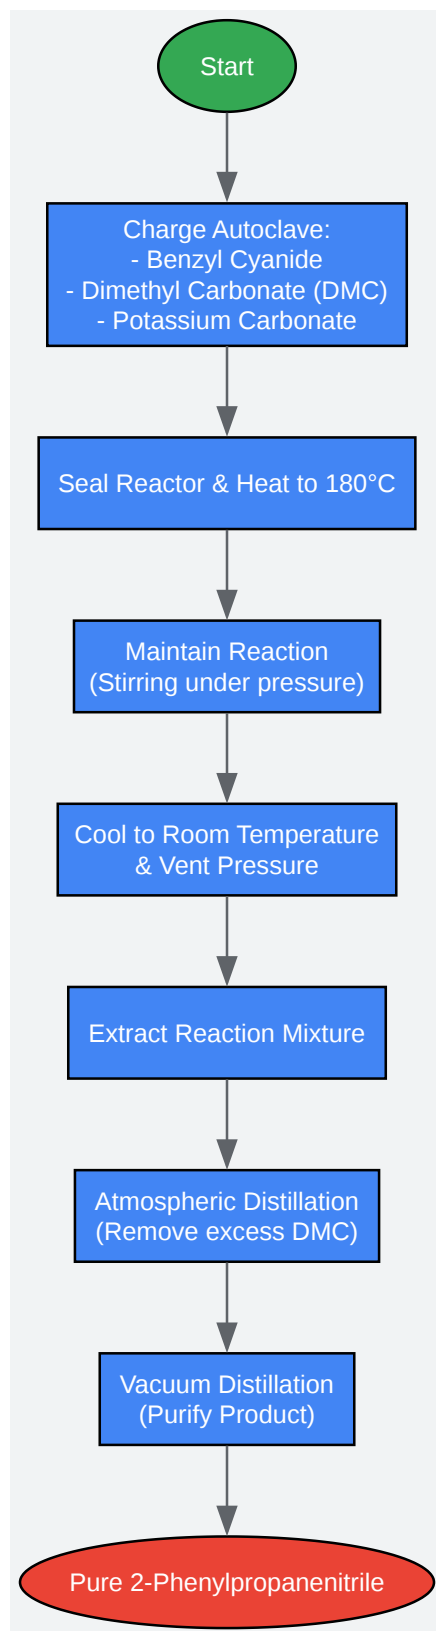 Start
Charge Autoclave:
- Benzyl Cyanide
- Dimethyl Carbonate (DMC)
- Potassium Carbonate
Seal Reactor & Heat to 180°C
Maintain Reaction
(Stirring under pressure)
Cool to Room Temperature
& Vent Pressure
Extract Reaction Mixture
Atmospheric Distillation
(Remove excess DMC)
Vacuum Distillation
(Purify Product)
Pure 2-Phenylpropanenitrile